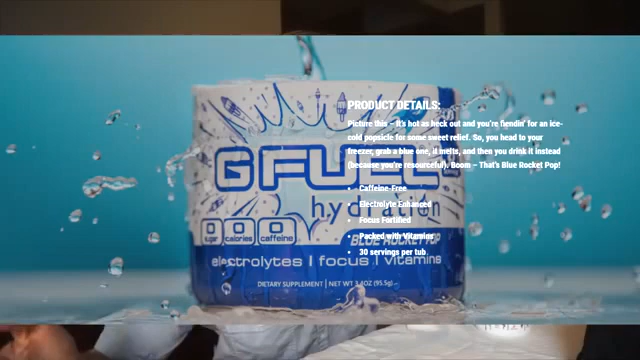 PRODUCT DETAILS:
Picture this – It's hot as heck out and you're fiendin' for an ice-
cold popsicle for some sweet relief. So, you head to your
freezer, grab a blue one, it melts, and then you drink it instead
(because you're resourceful). Boom – That's Blue Rocket Pop!
• Caffeine-Free
• Electrolyte Enhanced
• Focus Fortified
• Packed with Vitamins
• 30 servings per tub
G FUEL
hydration
0 0 0
sugar calories caffeine
BLUE ROCKET POP
electrolytes | focus | vitamins
DIETARY SUPPLEMENT | NET WT 3.4OZ (95.5g)